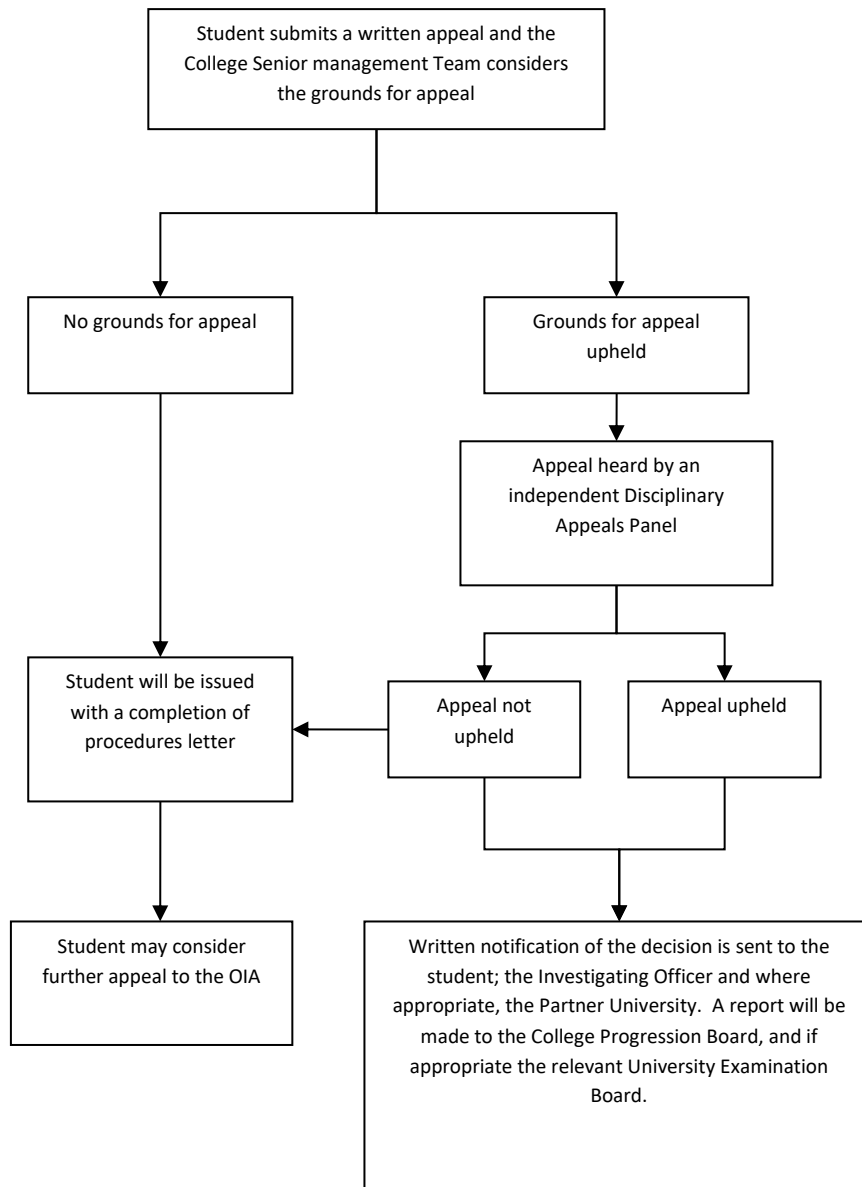 Student submits a written appeal and the
College Senior management Team considers
the grounds for appeal
No grounds for appeal
Grounds for appeal
upheld
Appeal heard by an
independent Disciplinary
Appeals Panel
Student will be issued
with a completion of
procedures letter
Appeal not
upheld
Appeal upheld
Student may consider
further appeal to the OIA
Written notification of the decision is sent to the
student; the Investigating Officer and where
appropriate, the Partner University.  A report will be
made to the College Progression Board, and if
appropriate the relevant University Examination
Board.